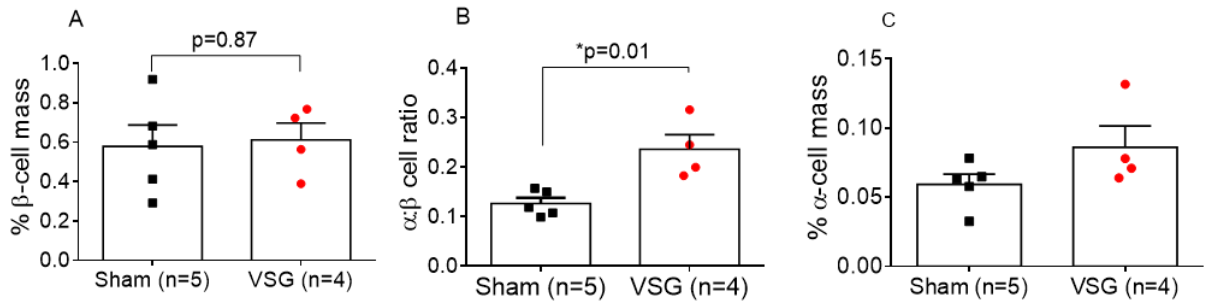 A
p=0.87
% β-cell mass
1.0
0.8
0.6
0.4
0.2
0.0
Sham (n=5)
VSG (n=4)
B
*p=0.01
α:β cell ratio
0.4
0.3
0.2
0.1
0.0
Sham (n=5)
VSG (n=4)
C
% α-cell mass
0.15
0.10
0.05
0.00
Sham (n=5)
VSG (n=4)